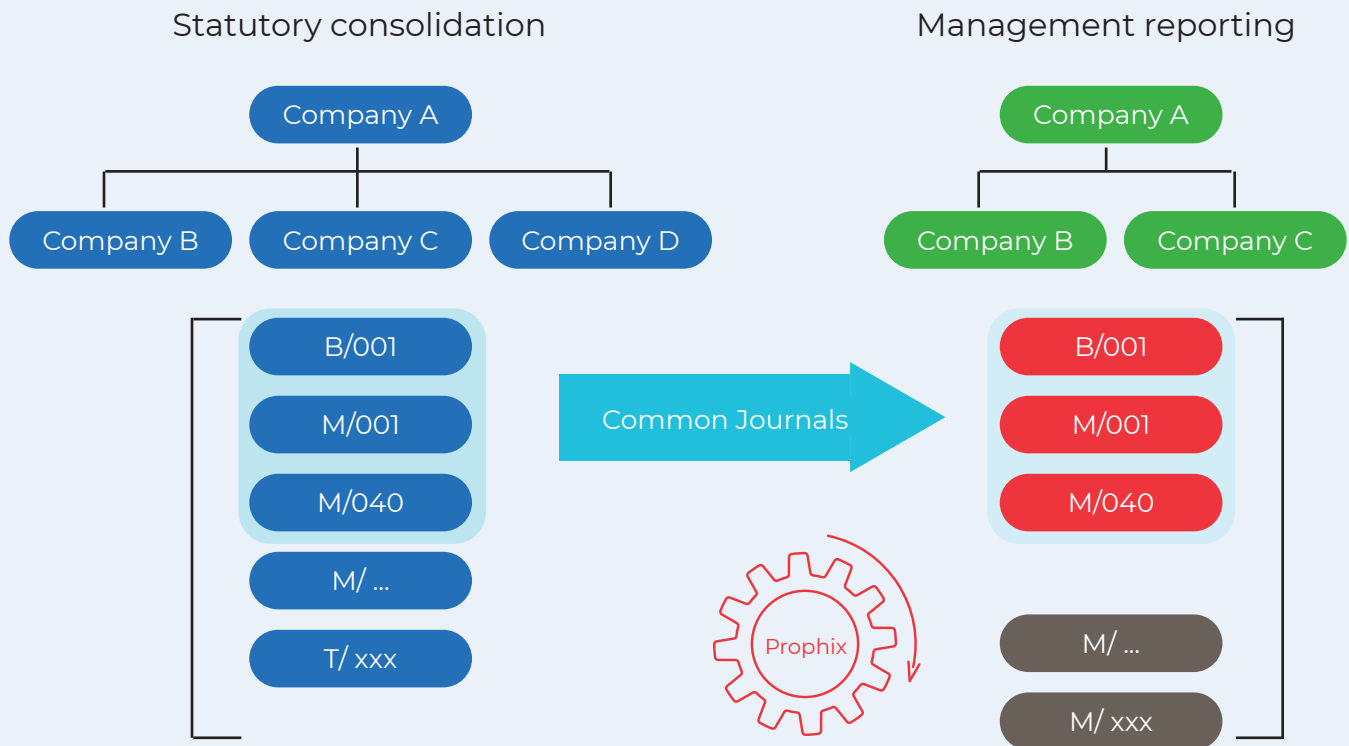 Statutory consolidation
Management reporting
Company A
Company A
Company B
Company C
Company D
Company B
Company C
B/001
M/001
M/040
M/ ...
T/ xxx
Common Journals
Prophix
B/001
M/001
M/040
M/ ...
M/ xxx